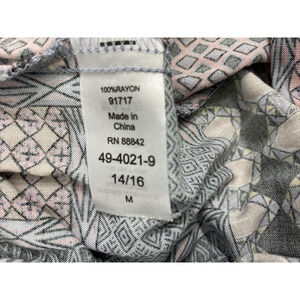 100%RAYON
91717
Made in
China
RN 88842
49-4021-9
14/16
M